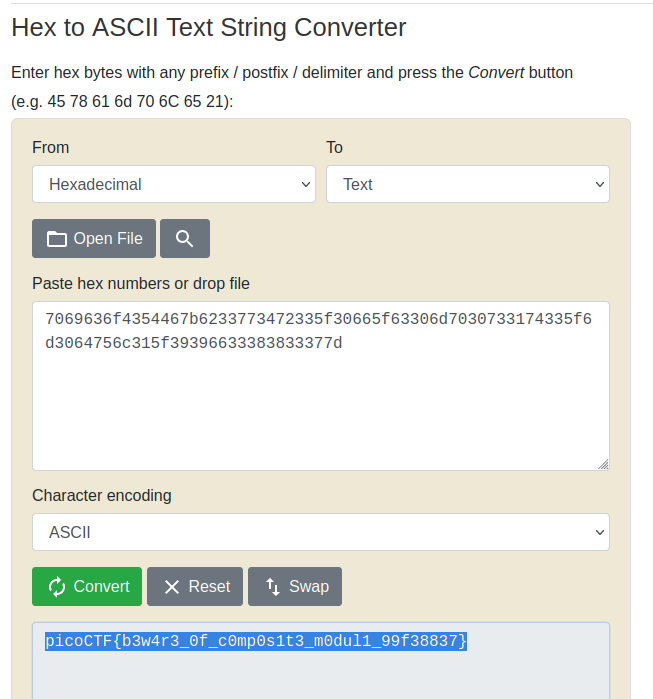 Hex to ASCII Text String Converter
Enter hex bytes with any prefix / postfix / delimiter and press the Convert button
(e.g. 45 78 61 6d 70 6C 65 21):
From To
Hexadecimal Text
Open File
Paste hex numbers or drop file
7069636f4354467b6233773472335f30665f63306d7030733174335f6
d3064756c315f39396633383833377d
Character encoding
ASCII
Convert Reset Swap
picoCTF{b3w4r3_0f_c0mp0s1t3_m0dul1_99f38837}